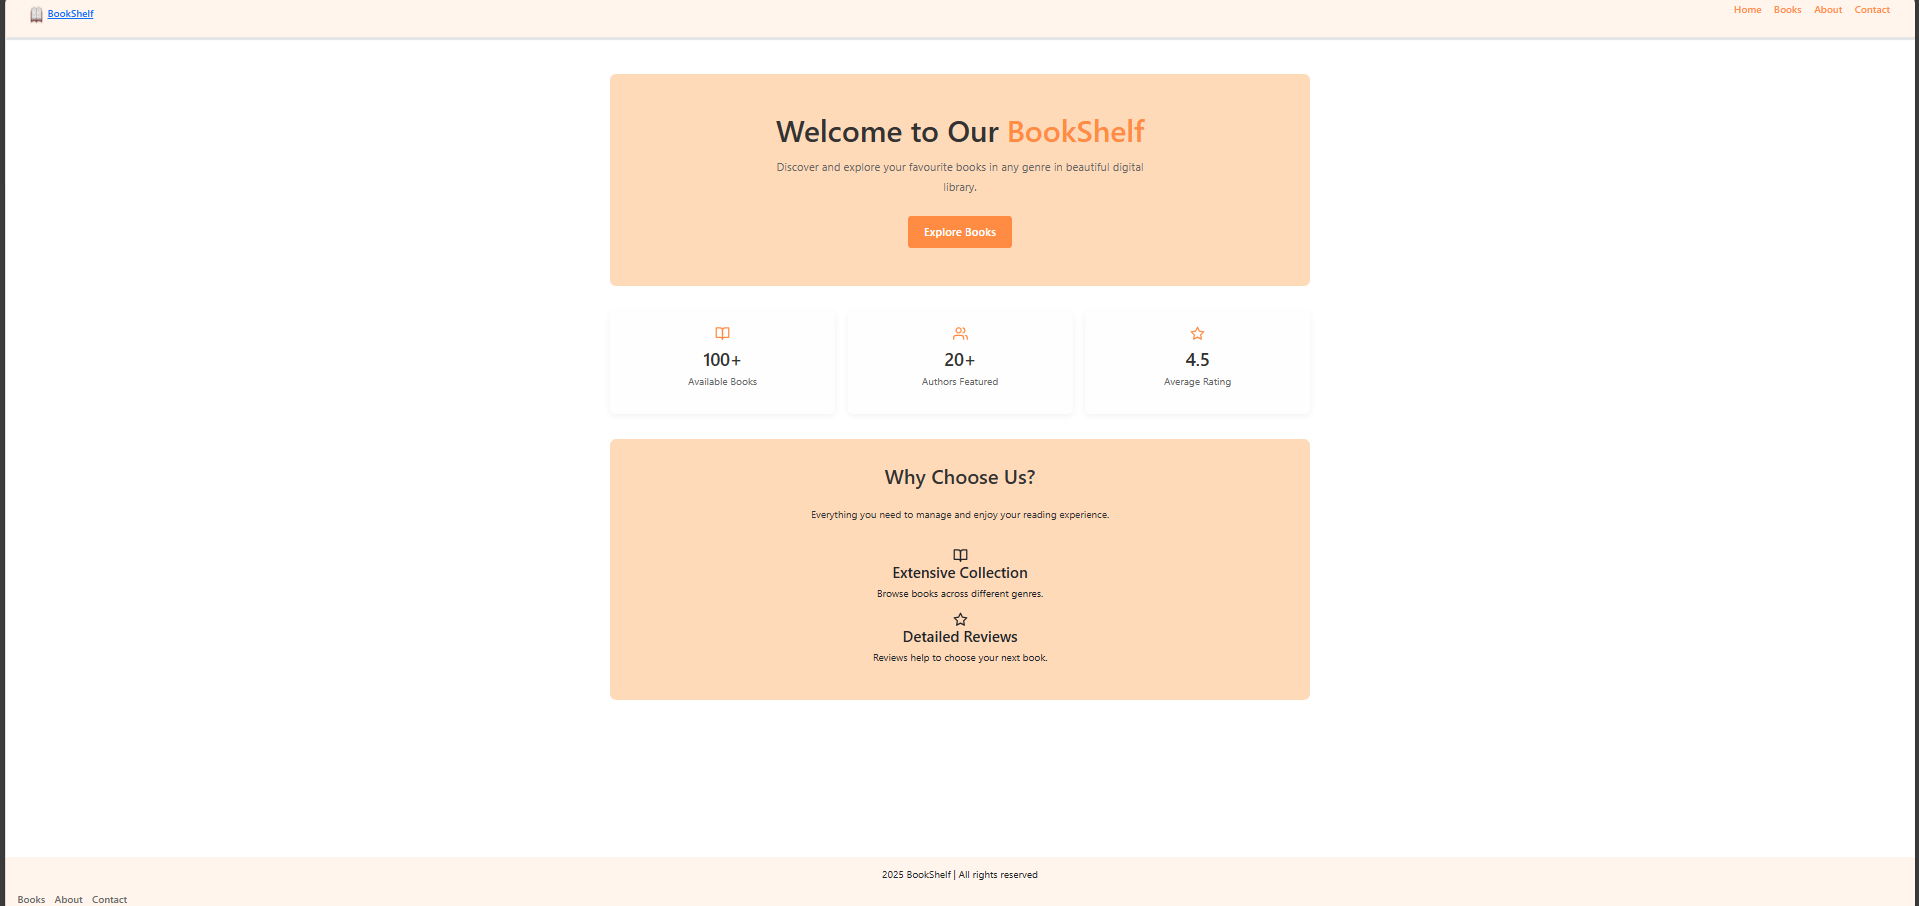 BookShelf
Home Books About Contact
Welcome to Our BookShelf
Discover and explore your favourite books in any genre in beautiful digital
library.
Explore Books
100+
Available Books
20+
Authors Featured
4.5
Average Rating
Why Choose Us?
Everything you need to manage and enjoy your reading experience.
Extensive Collection
Browse books across different genres.
Detailed Reviews
Reviews help to choose your next book.
2025 BookShelf | All rights reserved
Books About Contact